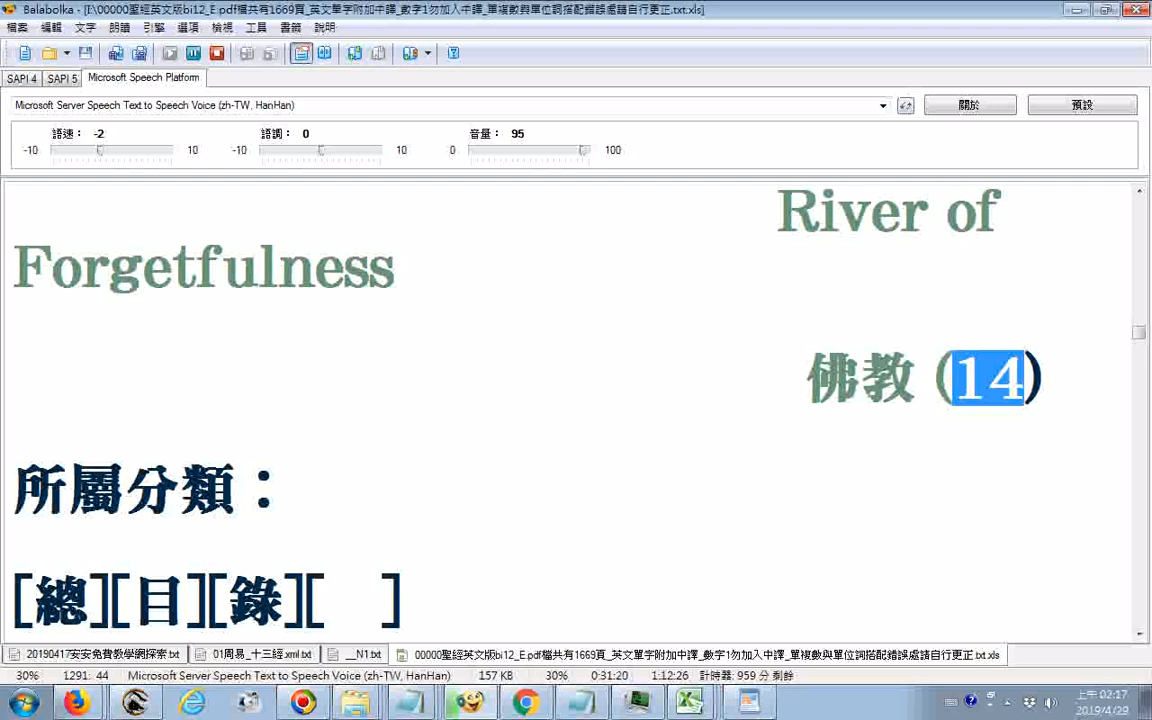 Balabolka - [I:\00000聖經英文版bi12_E.pdf檔共有1669頁_英文單字附加中譯_數字1勿加入中譯_單複數與單位詞搭配錯誤處請自行更正.txt.xls]
檔案 編輯 文字 朗讀 引擎 選項 檢視 工具 書籤 說明
SAPI 4 SAPI 5 Microsoft Speech Platform
Microsoft Server Speech Text to Speech Voice (zh-TW, HanHan) 關於 預設
語速： -2 語調： 0 音量： 95
-10 10 -10 10 0 100
River of
Forgetfulness
佛教 (14)
所屬分類：
[總][目][錄][ ]
20190417安安免費教學網探索.txt 01周易_十三經.xml.txt __N1.txt 00000聖經英文版bi12_E.pdf檔共有1669頁_英文單字附加中譯_數字1勿加入中譯_單複數與單位詞搭配錯誤處請自行更正.txt.xls
30% 1291: 44 Microsoft Server Speech Text to Speech Voice (zh-TW, HanHan) 157 KB 30% 0:31:20 1:12:26 計時器: 959 分 剩餘
上午 02:17
2019/4/29